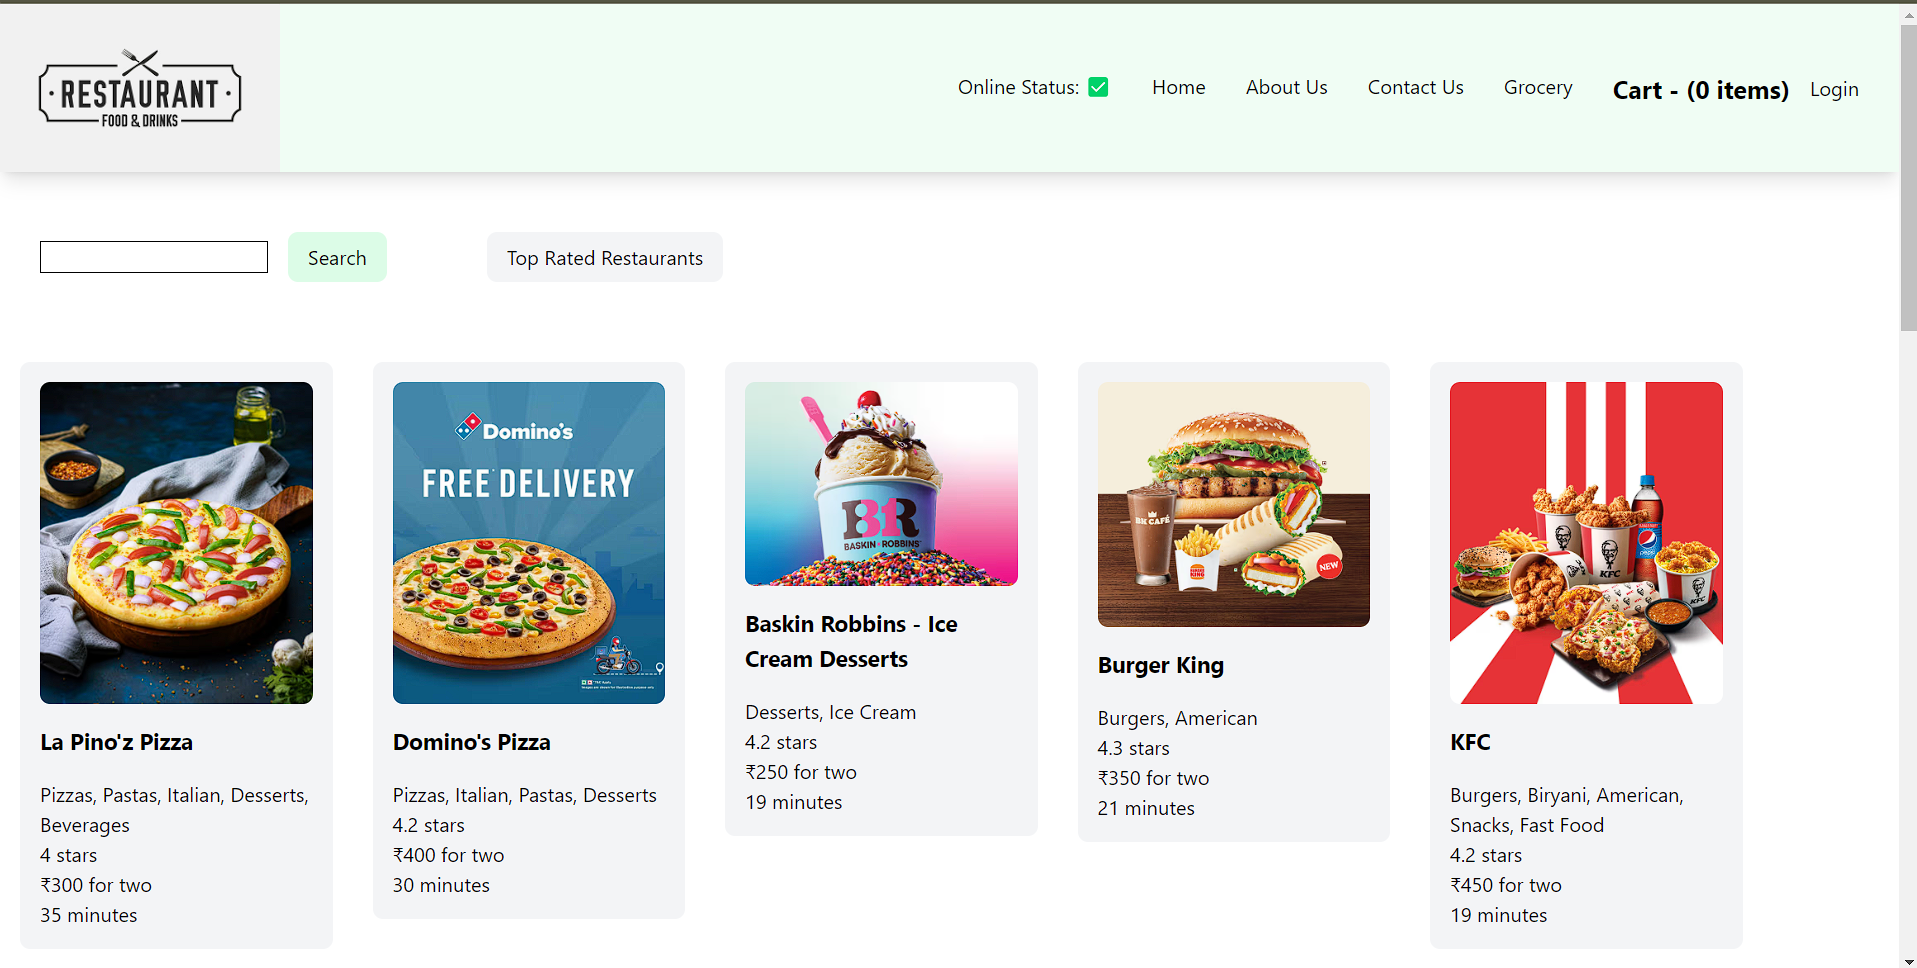 RESTAURANT
FOOD & DRINKS
Online Status: ✅
Home
About Us
Contact Us
Grocery
Cart - (0 items)
Login
Search
Top Rated Restaurants
La Pino'z Pizza
Pizzas, Pastas, Italian, Desserts,
Beverages
4 stars
₹300 for two
35 minutes
Domino's
FREE* DELIVERY
Domino's Pizza
Pizzas, Italian, Pastas, Desserts
4.2 stars
₹400 for two
30 minutes
BR
BASKIN ROBBINS
Baskin Robbins - Ice
Cream Desserts
Desserts, Ice Cream
4.2 stars
₹250 for two
19 minutes
BK CAFÉ
BURGER
KING
NEW
Burger King
Burgers, American
4.3 stars
₹350 for two
21 minutes
pepsi
KFC
KFC
KFC
Burgers, Biryani, American,
Snacks, Fast Food
4.2 stars
₹450 for two
19 minutes